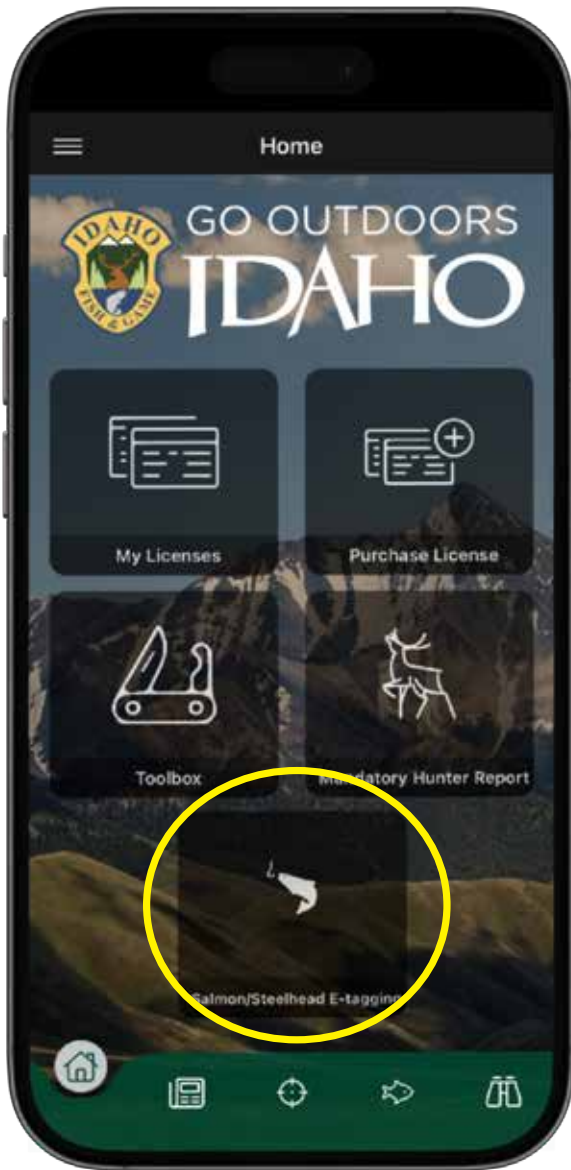 Home
IDAHO
FISH & GAME
GO OUTDOORS
IDAHO
My Licenses
Purchase License
Toolbox
Mandatory Hunter Report
Salmon/Steelhead E-tagging